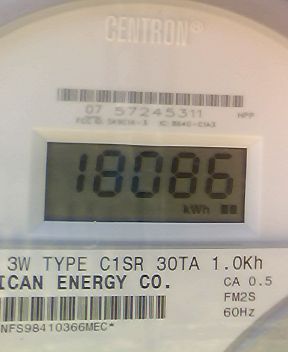 CENTRON®
07 57245311
18086
kWh
3W TYPE C1SR 30TA 1.0Kh
ICAN ENERGY CO.
CA 0.5
FM2S
60Hz
NFS98410366MEC*